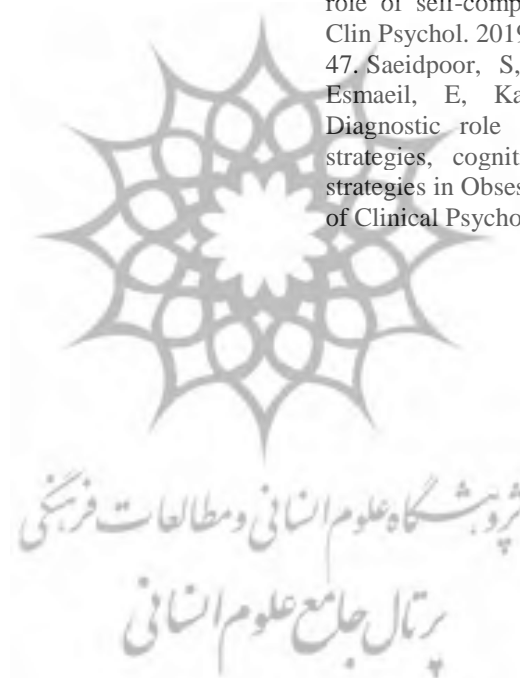 role of self-comp
Clin Psychol. 2019
47. Saeidpoor, S,
Esmaeil, E, Ka
Diagnostic role
strategies, cognit
strategies in Obses
of Clinical Psycho
پژوهشگاه علوم انسانی و مطالعات فرهنگی
پرتال جامع علوم انسانی